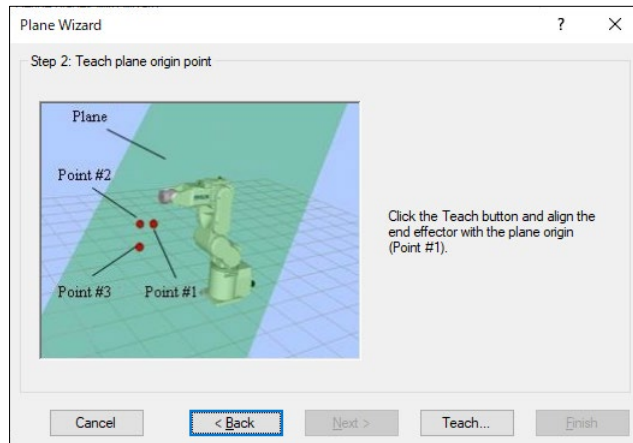 Plane Wizard
?
Step 2: Teach plane origin point
Plane
Point #2
Point #3
Point #1
Click the Teach button and align the
end effector with the plane origin
(Point #1).
Cancel
< Back
Next >
Teach...
Finish